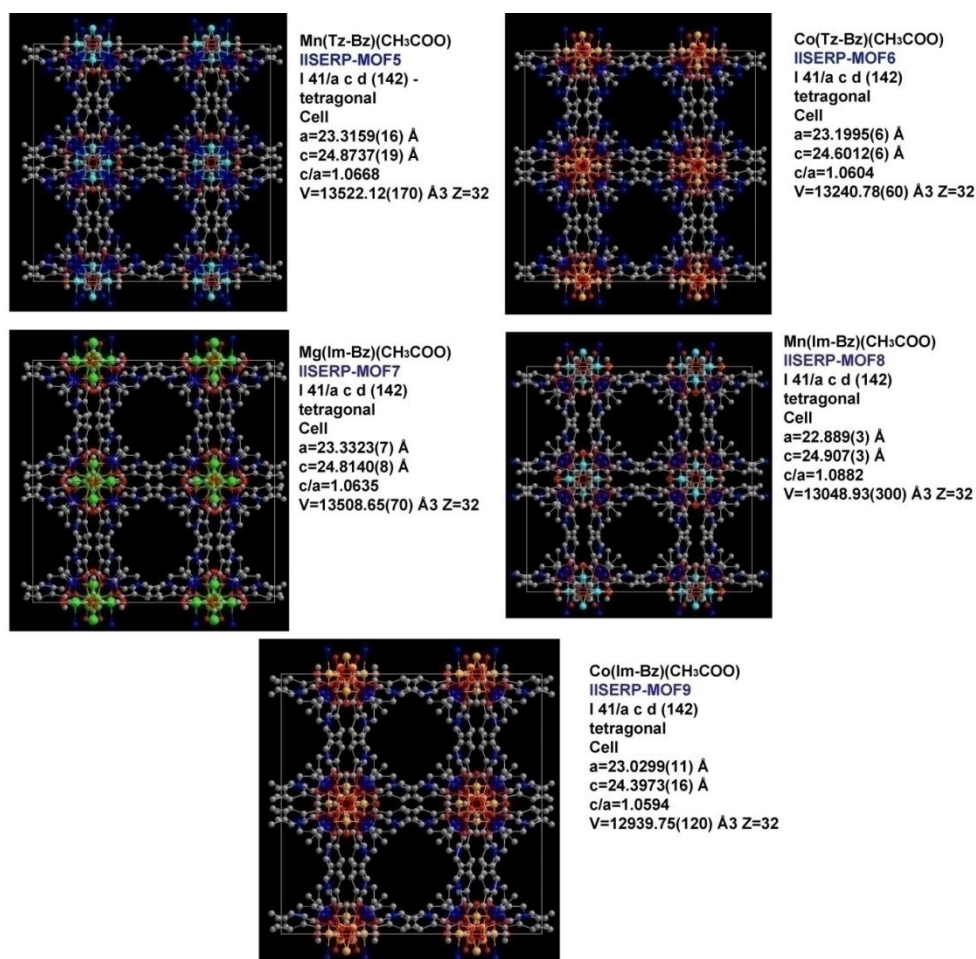 Mn(Tz-Bz)(CH₃COO)
IISERP-MOF5
I 41/a c d (142) -
tetragonal
Cell
a=23.3159(16) Å
c=24.8737(19) Å
c/a=1.0668
V=13522.12(170) Å3 Z=32
Co(Tz-Bz)(CH₃COO)
IISERP-MOF6
I 41/a c d (142)
tetragonal
Cell
a=23.1995(6) Å
c=24.6012(6) Å
c/a=1.0604
V=13240.78(60) Å3 Z=32
Mg(Im-Bz)(CH₃COO)
IISERP-MOF7
I 41/a c d (142)
tetragonal
Cell
a=23.3323(7) Å
c=24.8140(8) Å
c/a=1.0635
V=13508.65(70) Å3 Z=32
Mn(Im-Bz)(CH₃COO)
IISERP-MOF8
I 41/a c d (142)
tetragonal
Cell
a=22.889(3) Å
c=24.907(3) Å
c/a=1.0882
V=13048.93(300) Å3 Z=32
Co(Im-Bz)(CH₃COO)
IISERP-MOF9
I 41/a c d (142)
tetragonal
Cell
a=23.0299(11) Å
c=24.3973(16) Å
c/a=1.0594
V=12939.75(120) Å3 Z=32